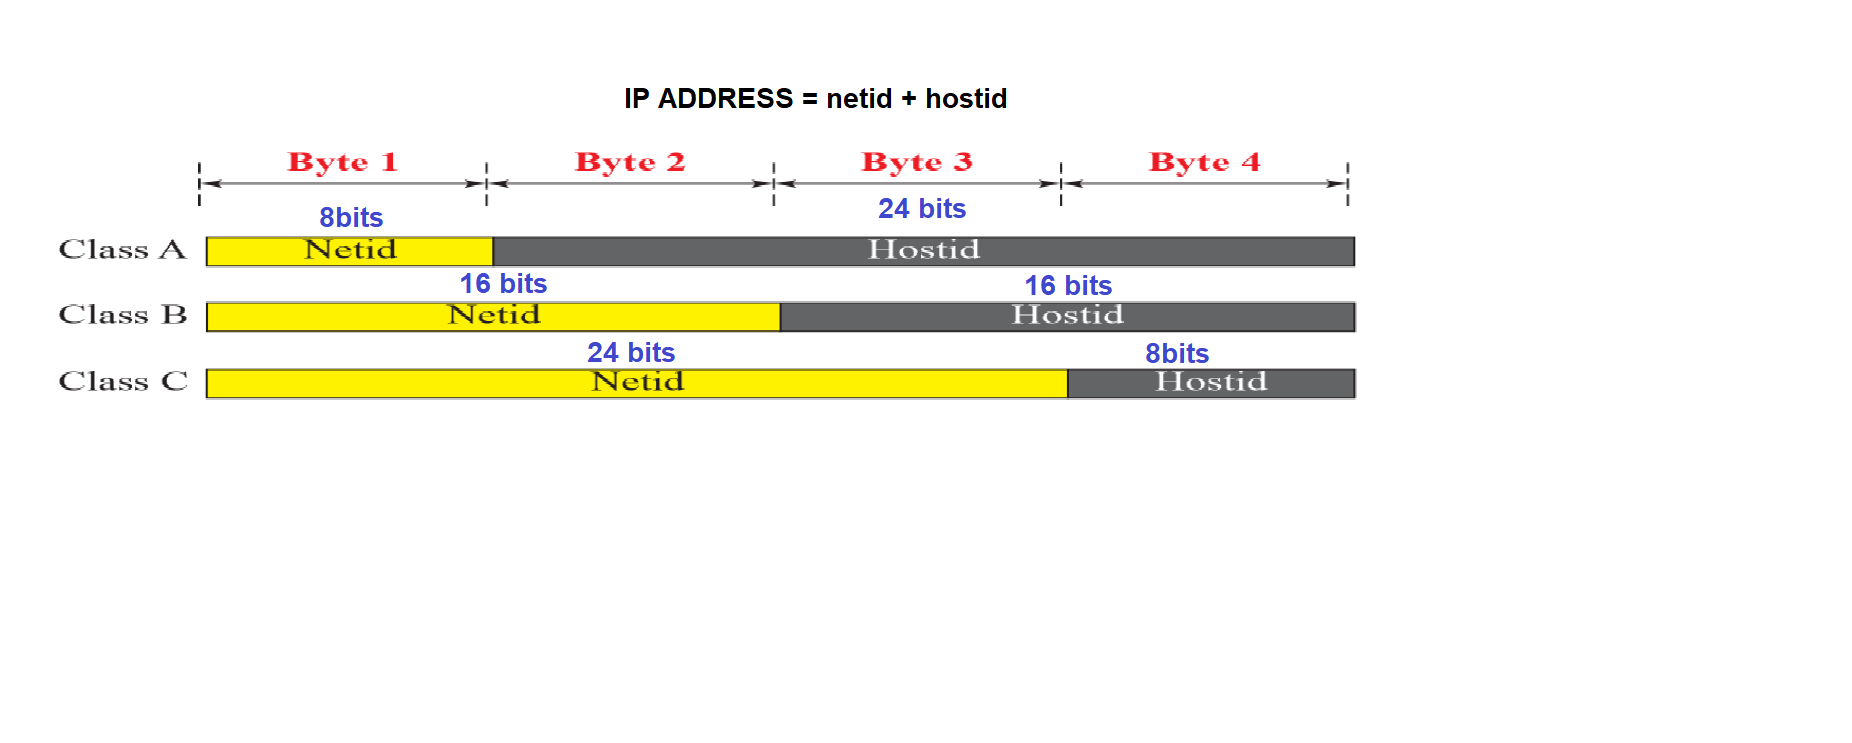 IP ADDRESS = netid + hostid
Byte 1 Byte 2 Byte 3 Byte 4
8bits 24 bits
Class A Netid Hostid
16 bits 16 bits
Class B Netid Hostid
24 bits 8bits
Class C Netid Hostid